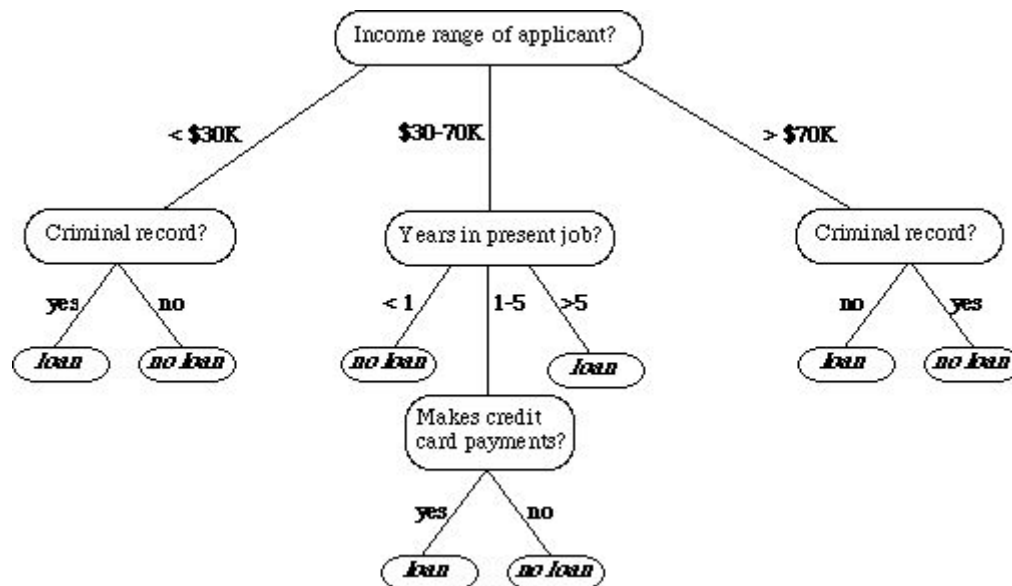 Income range of applicant?
< $30K
$30-70K
> $70K
Criminal record?
Years in present job?
Criminal record?
yes
no
< 1
1-5
>5
no
yes
loan
no loan
no loan
loan
loan
no loan
Makes credit
card payments?
yes
no
loan
no loan